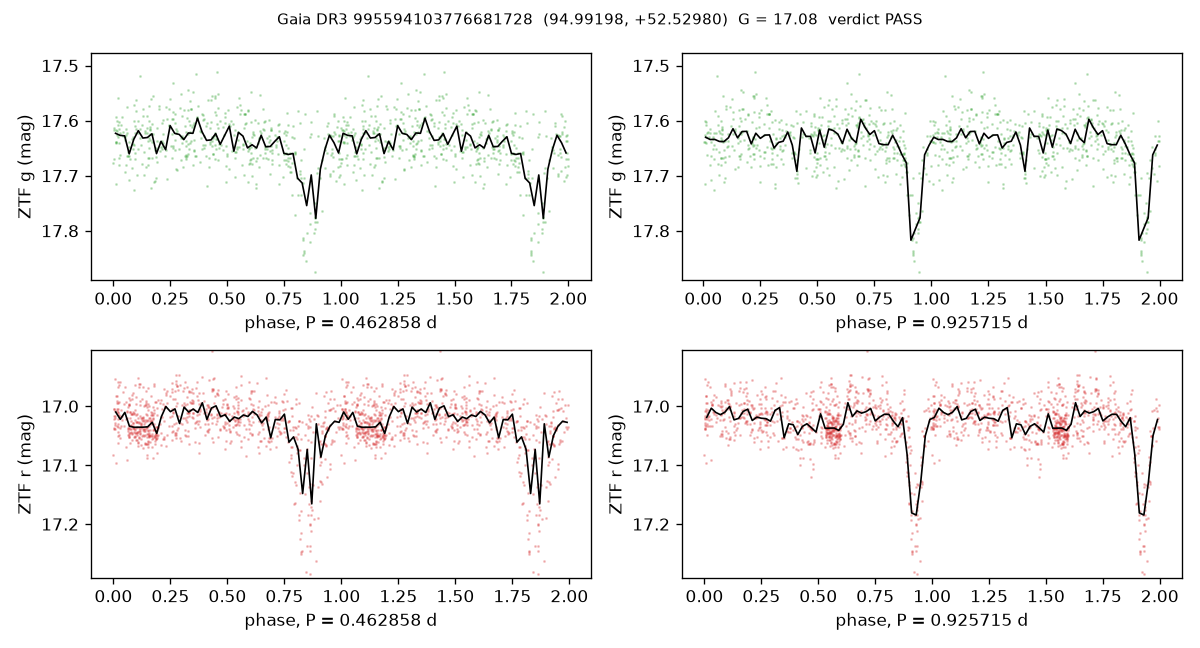 Gaia DR3 995594103776681728  (94.99198, +52.52980)  G = 17.08  verdict PASS
ZTF g (mag)
17.5
17.6
17.7
17.8
0.00 0.25 0.50 0.75 1.00 1.25 1.50 1.75 2.00
phase, P = 0.462858 d
ZTF g (mag)
17.5
17.6
17.7
17.8
0.00 0.25 0.50 0.75 1.00 1.25 1.50 1.75 2.00
phase, P = 0.925715 d
ZTF r (mag)
17.0
17.1
17.2
0.00 0.25 0.50 0.75 1.00 1.25 1.50 1.75 2.00
phase, P = 0.462858 d
ZTF r (mag)
17.0
17.1
17.2
0.00 0.25 0.50 0.75 1.00 1.25 1.50 1.75 2.00
phase, P = 0.925715 d